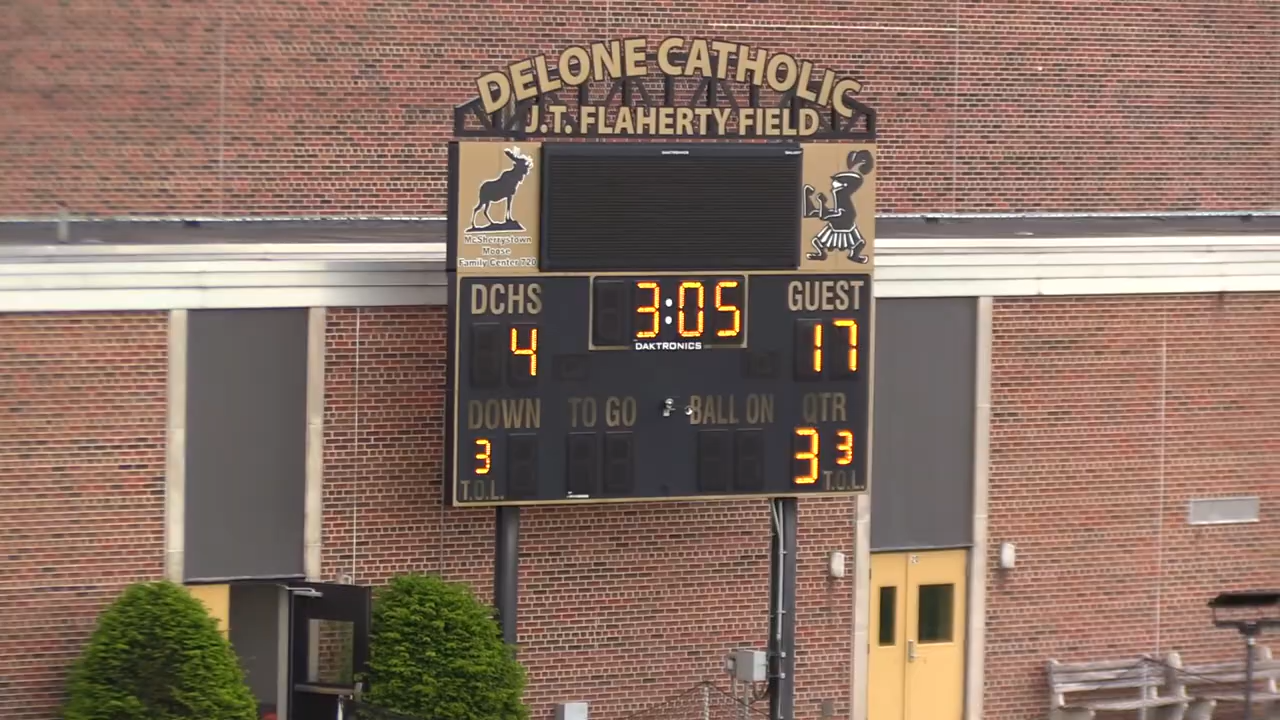 DELONE CATHOLIC
J.T. FLAHERTY FIELD
DAKTRONICS
McSherrystown
Moose
Family Center 720
DCHS 3:05 GUEST
DAKTRONICS
4 17
DOWN TO GO BALL ON QTR
3 3 3
T.O.L. T.O.L.